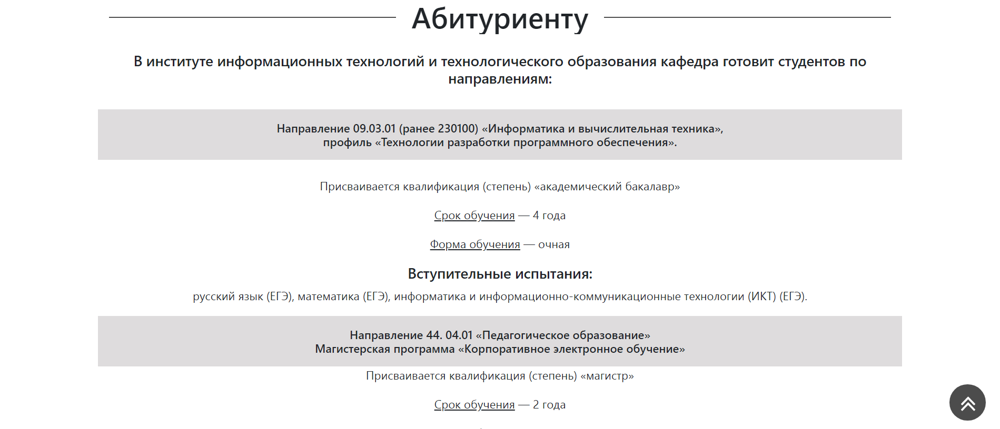 Абитуриенту
В институте информационных технологий и технологического образования кафедра готовит студентов по
направлениям:
Направление 09.03.01 (ранее 230100) «Информатика и вычислительная техника»,
профиль «Технологии разработки программного обеспечения».
Присваивается квалификация (степень) «академический бакалавр»
Срок обучения — 4 года
Форма обучения — очная
Вступительные испытания:
русский язык (ЕГЭ), математика (ЕГЭ), информатика и информационно-коммуникационные технологии (ИКТ) (ЕГЭ).
Направление 44. 04.01 «Педагогическое образование»
Магистерская программа «Корпоративное электронное обучение»
Присваивается квалификация (степень) «магистр»
Срок обучения — 2 года